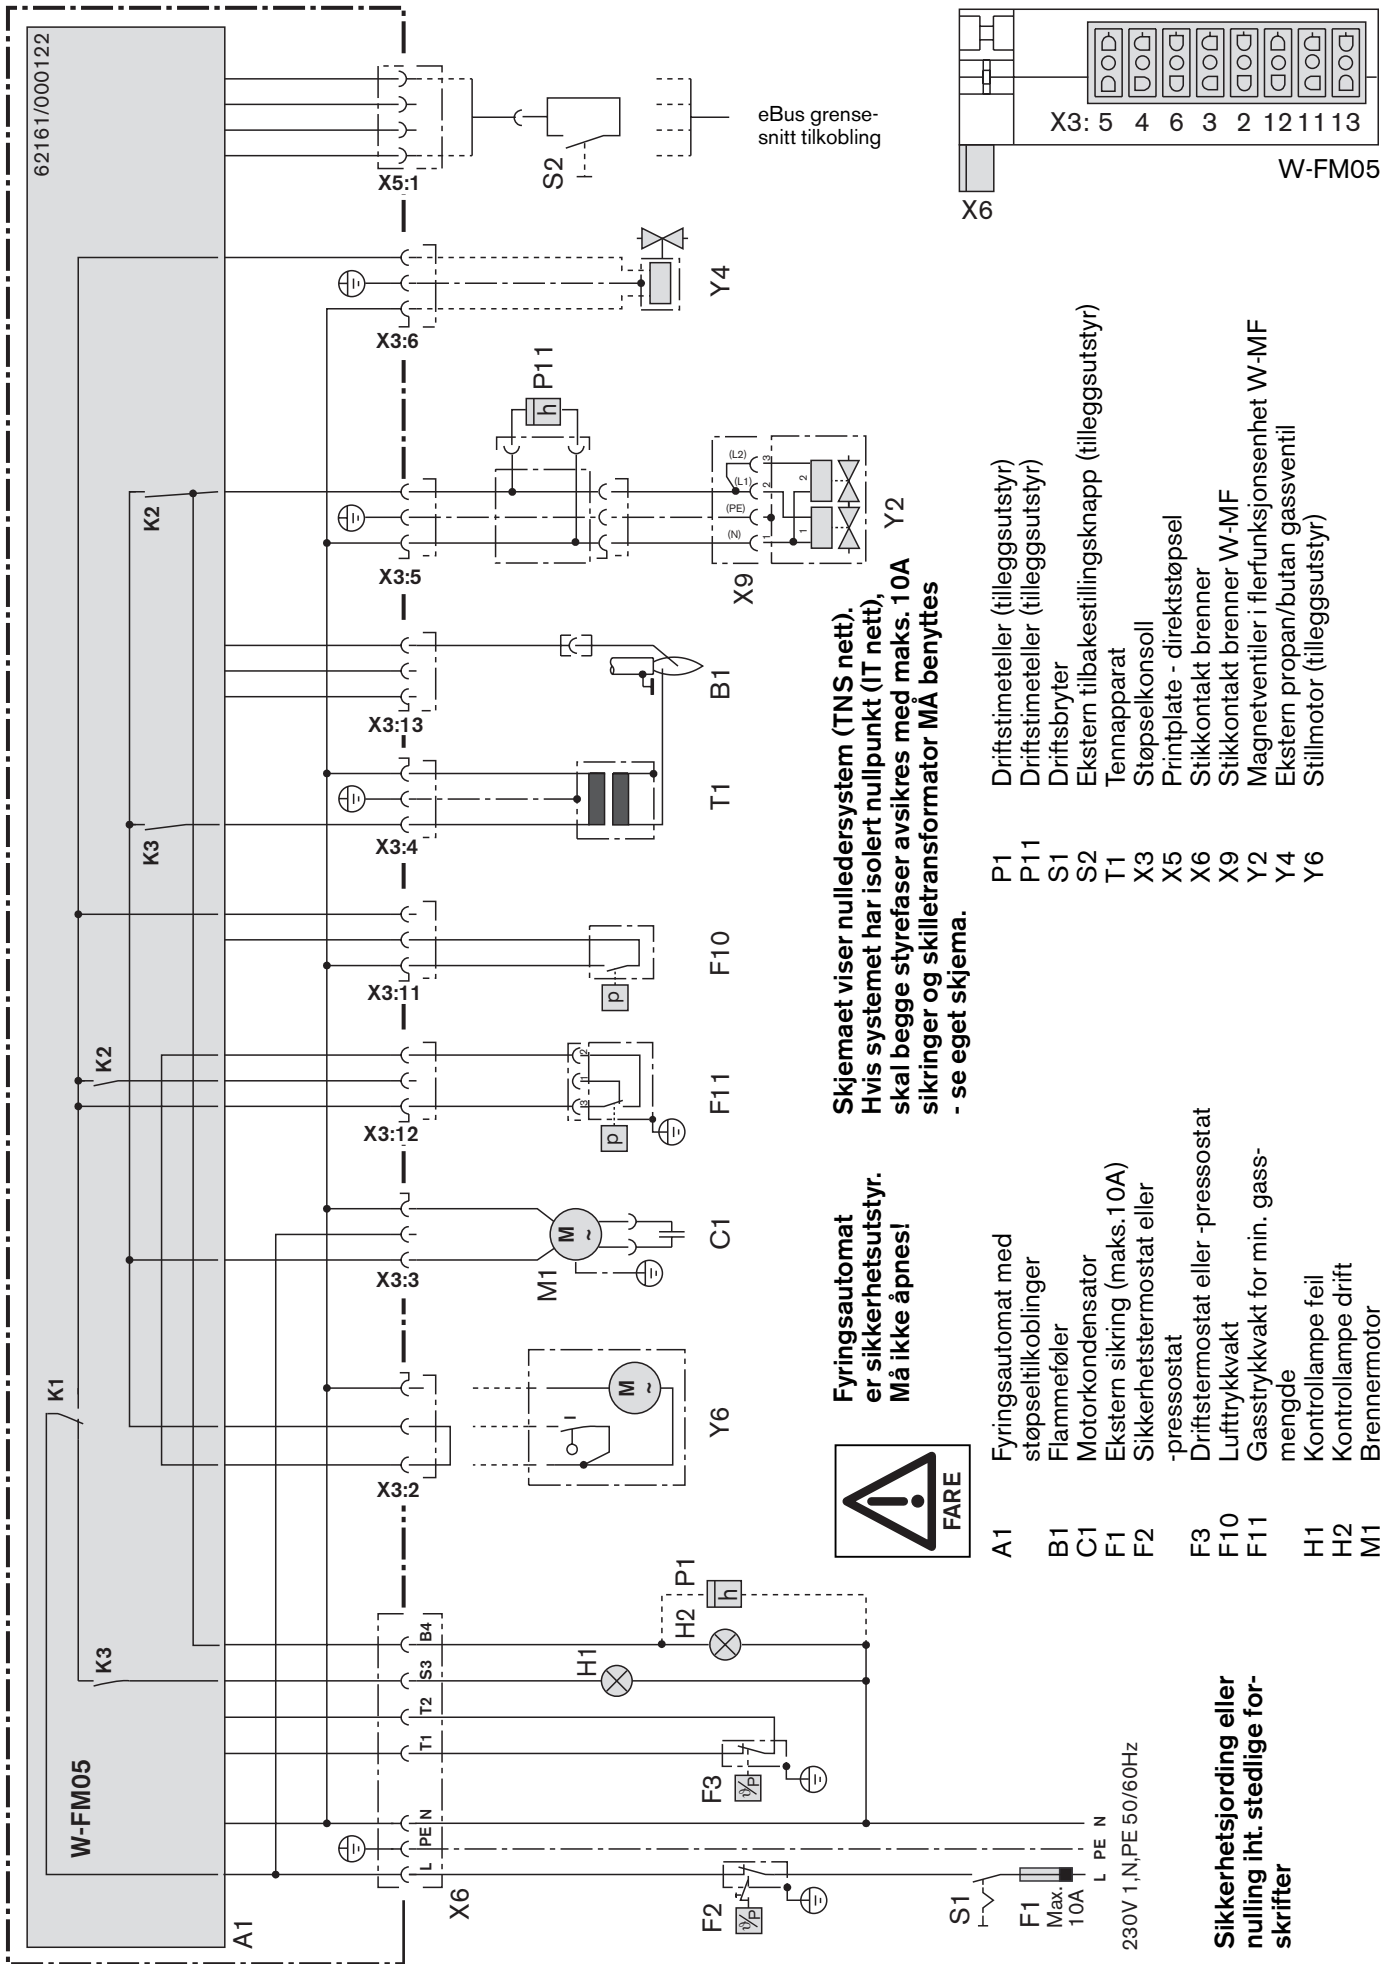 62161/000122
W-FM05
A1
K1
K3
K2
K3
K2
X6
L
PE
N
T1
T2
S3
B4
X3:2
X3:3
X3:12
X3:11
X3:4
X3:13
X3:5
X3:6
X5:1
F2
ϑ/P
F3
ϑ/P
H1
H2
P1
h
S1
F1
Max.
10A
L PE N
230V 1,N,PE 50/60Hz
Y6
M
~
M1
M
~
C1
F11
p
3
1
2
F10
p
T1
B1
P11
h
X9
(N)
(PE)
(L1)
(L2)
1
2
3
1
2
Y2
Y4
S2
eBus grense-
snitt tilkobling
X3: 5 4 6 3 2 12 11 13
W-FM05
X6
Sikkerhetsjording eller
nulling iht. stedlige for-
skrifter
FARE
Fyringsautomat
er sikkerhetsutstyr.
Må ikke åpnes!
Skjemaet viser nulledersystem (TNS nett).
Hvis systemet har isolert nullpunkt (IT nett),
skal begge styrefaser avsikres med maks. 10A
sikringer og skilletransformator MÅ benyttes
- se eget skjema.
A1 Fyringsautomat med
støpseltilkoblinger
B1 Flammeføler
C1 Motorkondensator
F1 Ekstern sikring (maks.10A)
F2 Sikkerhetstermostat eller
-pressostat
F3 Driftstermostat eller -pressostat
F10 Lufttrykkvakt
F11 Gasstrykkvakt for min. gass-
mengde
H1 Kontrollampe feil
H2 Kontrollampe drift
M1 Brennermotor
P1 Driftstimeteller (tilleggsutstyr)
P11 Driftstimeteller (tilleggsutstyr)
S1 Driftsbryter
S2 Ekstern tilbakestillingsknapp (tilleggsutstyr)
T1 Tennapparat
X3 Støpselkonsoll
X5 Printplate - direktstøpsel
X6 Stikkontakt brenner
X9 Stikkontakt brenner W-MF
Y2 Magnetventiler i flerfunksjonsenhet W-MF
Y4 Ekstern propan/butan gassventil
Y6 Stillmotor (tilleggsutstyr)